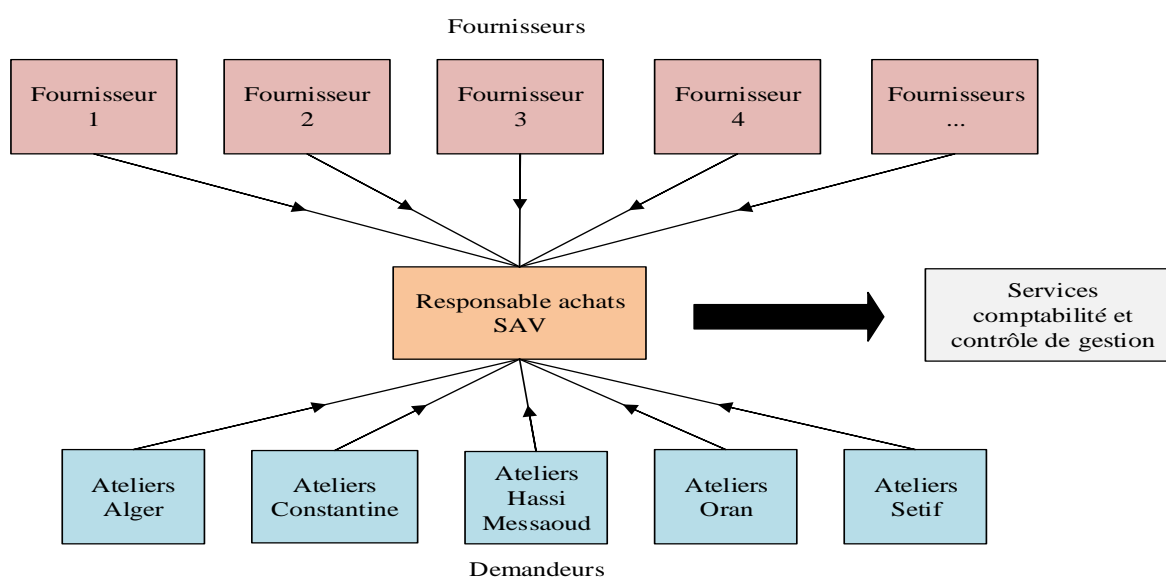 Fournisseurs
Fournisseur
1
Fournisseur
2
Fournisseur
3
Fournisseur
4
Fournisseurs
...
Responsable achats
SAV
Services
comptabilité et
contrôle de gestion
Ateliers
Alger
Ateliers
Constantine
Ateliers
Hassi
Messaoud
Ateliers
Oran
Ateliers
Setif
Demandeurs